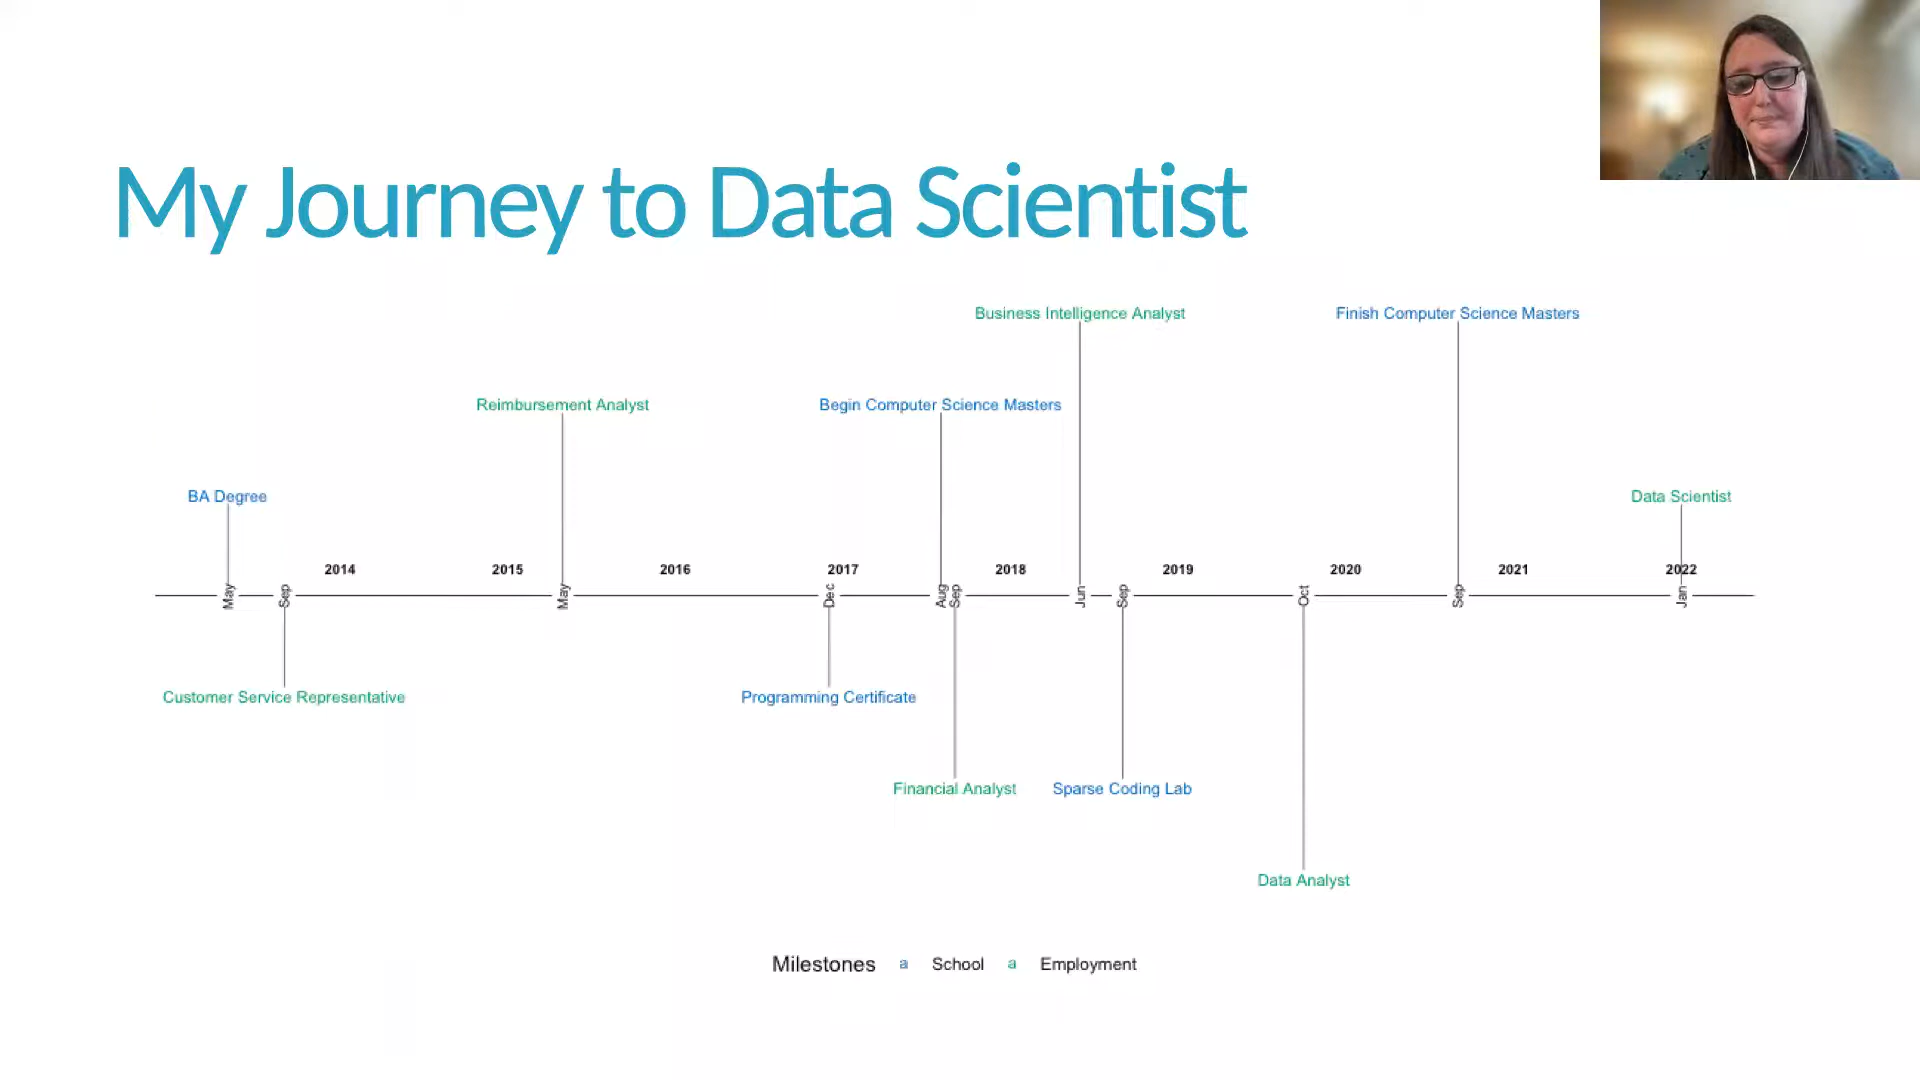 My Journey to Data Scientist
Business Intelligence Analyst
Finish Computer Science Masters
Reimbursement Analyst
Begin Computer Science Masters
BA Degree
Data Scientist
2014 2015 2016 2017 2018 2019 2020 2021 2022
May Sep May Dec Aug Sep Jun Sep Oct Sep Jan
Customer Service Representative
Programming Certificate
Financial Analyst
Sparse Coding Lab
Data Analyst
Milestones a School a Employment